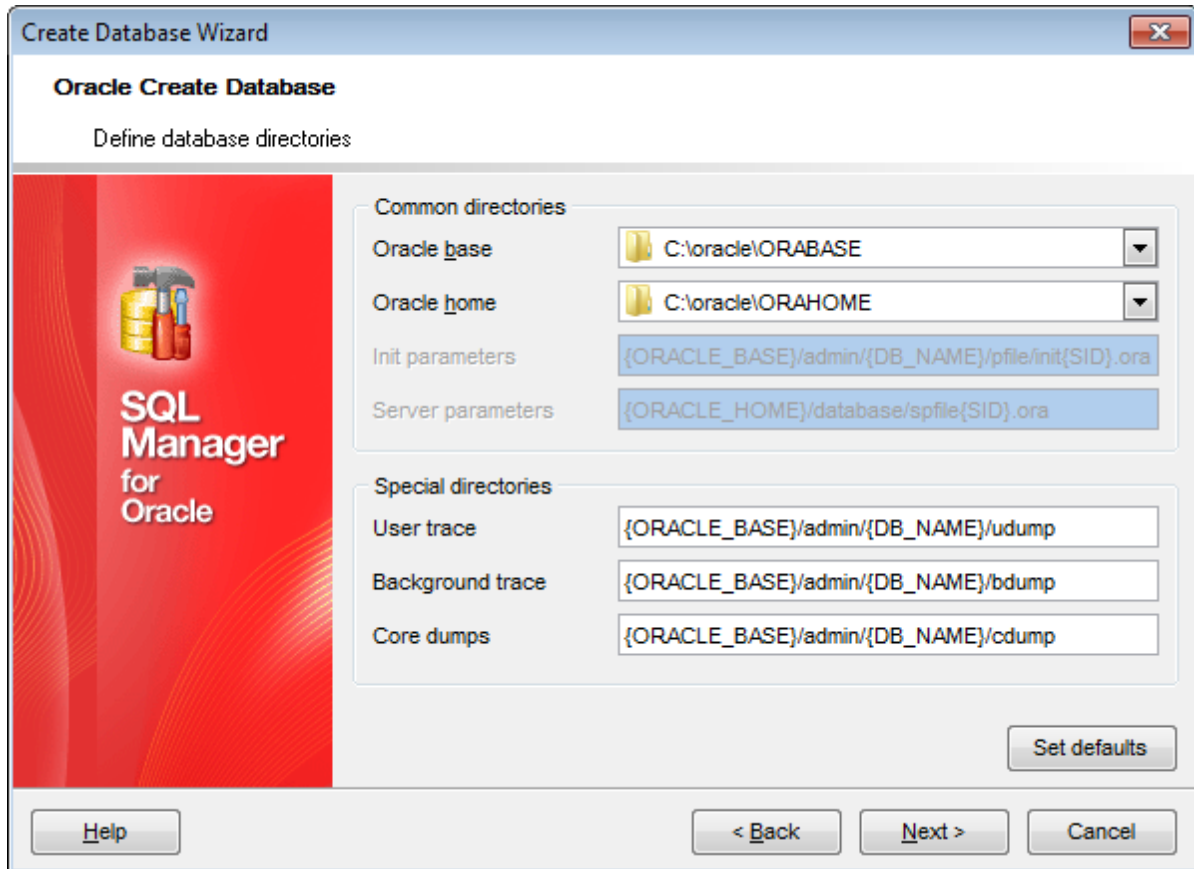 Create Database Wizard
Oracle Create Database
Define database directories
SQL
Manager
for
Oracle
Common directories
Oracle base C:\oracle\ORABASE
Oracle home C:\oracle\ORAHOME
Init parameters {ORACLE_BASE}/admin/{DB_NAME}/pfile/init{SID}.ora
Server parameters {ORACLE_HOME}/database/spfile{SID}.ora
Special directories
User trace {ORACLE_BASE}/admin/{DB_NAME}/udump
Background trace {ORACLE_BASE}/admin/{DB_NAME}/bdump
Core dumps {ORACLE_BASE}/admin/{DB_NAME}/cdump
Set defaults
Help < Back Next > Cancel